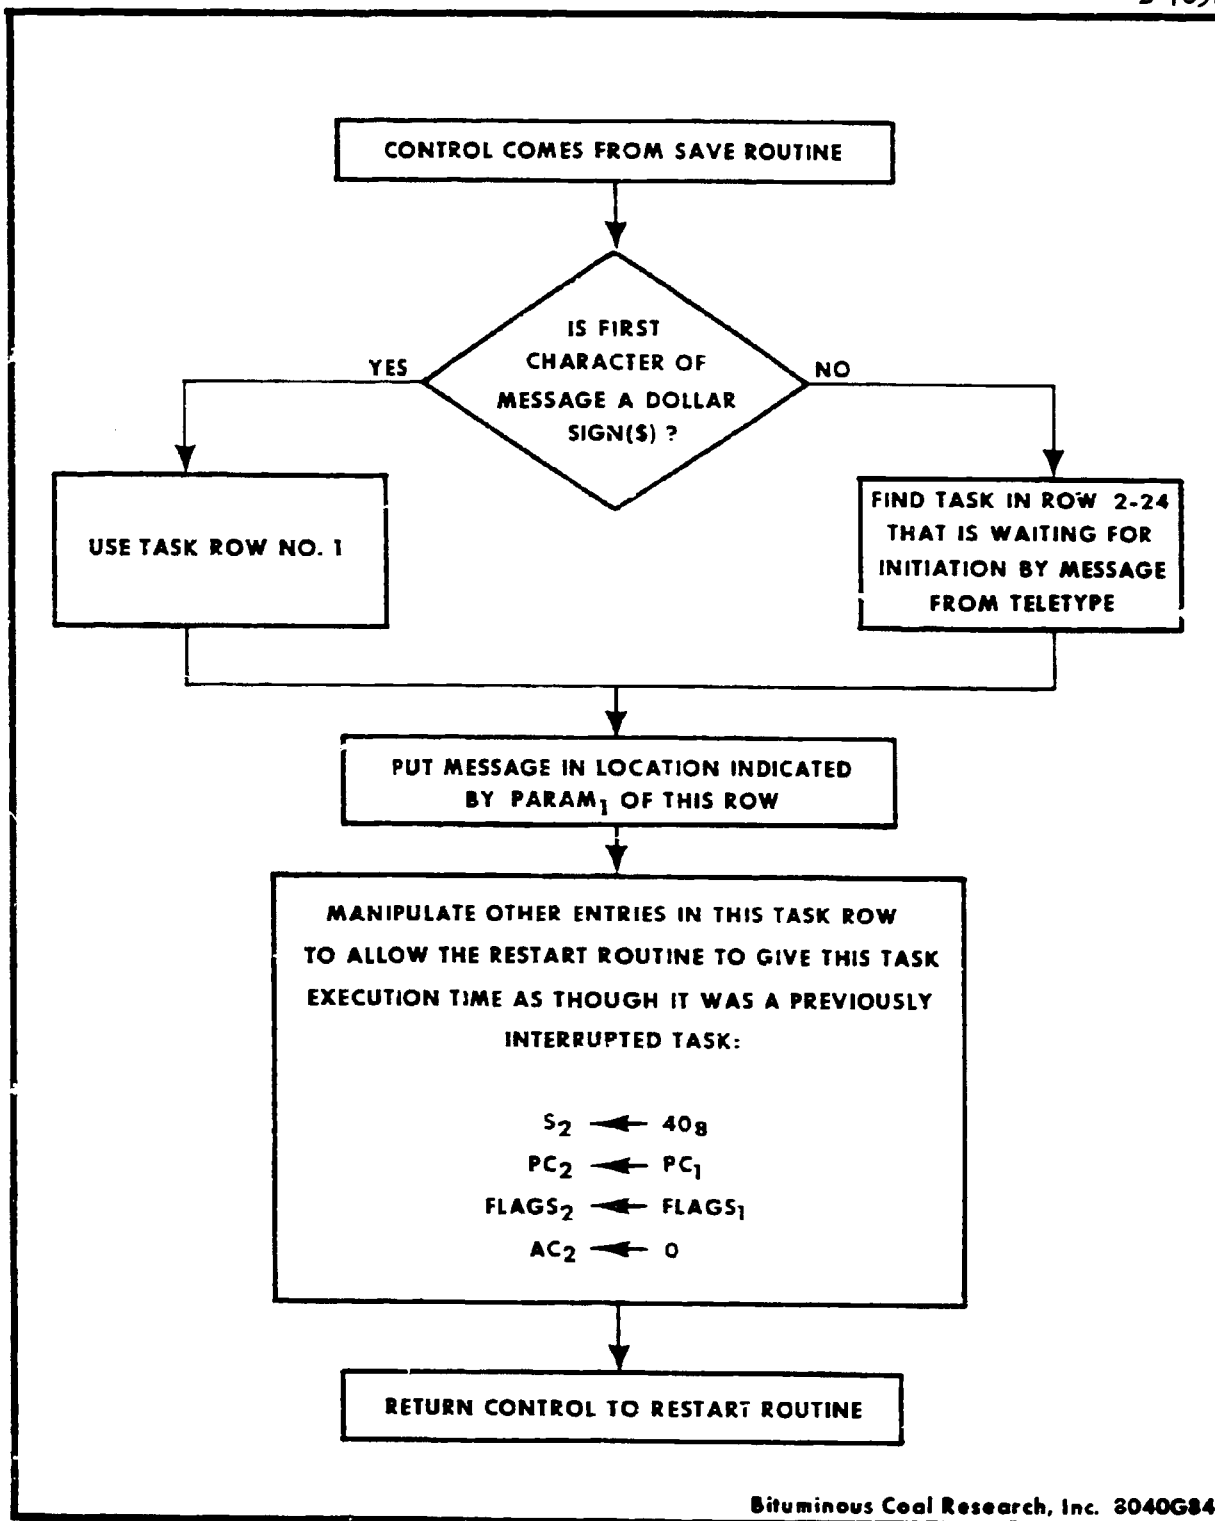 CONTROL COMES FROM SAVE ROUTINE
IS FIRST
CHARACTER OF
MESSAGE A DOLLAR
SIGN($) ?
YES
NO
USE TASK ROW NO. 1
FIND TASK IN ROW 2-24
THAT IS WAITING FOR
INITIATION BY MESSAGE
FROM TELETYPE
PUT MESSAGE IN LOCATION INDICATED
BY PARAM₁ OF THIS ROW
MANIPULATE OTHER ENTRIES IN THIS TASK ROW
TO ALLOW THE RESTART ROUTINE TO GIVE THIS TASK
EXECUTION TIME AS THOUGH IT WAS A PREVIOUSLY
INTERRUPTED TASK:
S₂ ← 40₈
PC₂ ← PC₁
FLAGS₂ ← FLAGS₁
AC₂ ← 0
RETURN CONTROL TO RESTART ROUTINE
Bituminous Coal Research, Inc. 8040G84